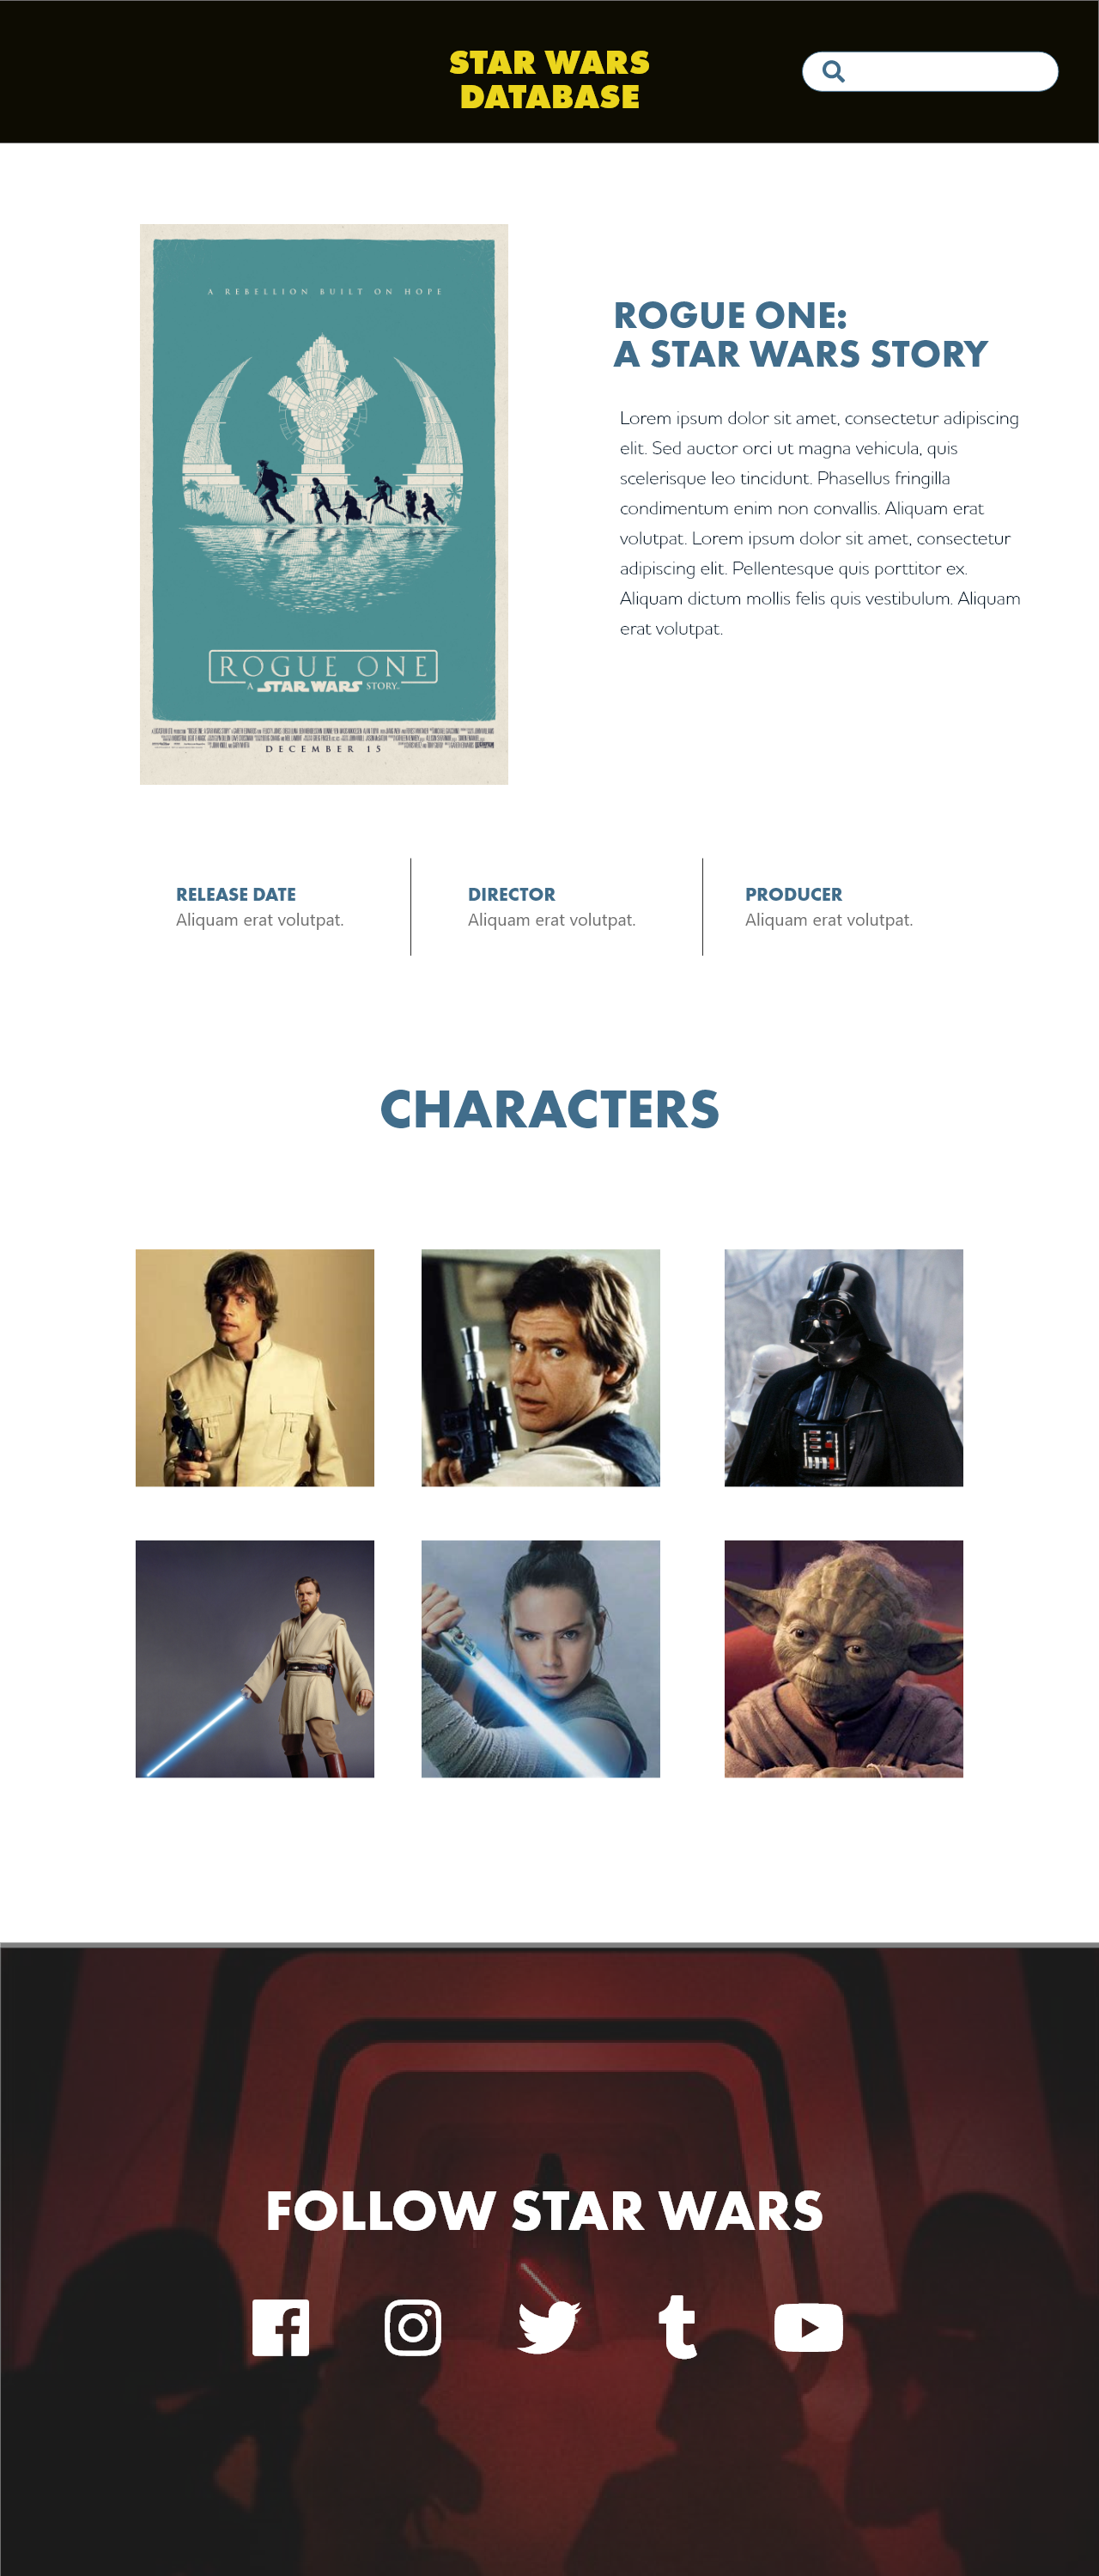 STAR WARS
DATABASE
A REBELLION BUILT ON HOPE
ROGUE ONE
A STAR WARS STORY
DECEMBER 15
ROGUE ONE:
A STAR WARS STORY
Lorem ipsum dolor sit amet, consectetur adipiscing
elit. Sed auctor orci ut magna vehicula, quis
scelerisque leo tincidunt. Phasellus fringilla
condimentum enim non convallis. Aliquam erat
volutpat. Lorem ipsum dolor sit amet, consectetur
adipiscing elit. Pellentesque quis porttitor ex.
Aliquam dictum mollis felis quis vestibulum. Aliquam
erat volutpat.
RELEASE DATE
Aliquam erat volutpat.
DIRECTOR
Aliquam erat volutpat.
PRODUCER
Aliquam erat volutpat.
CHARACTERS
FOLLOW STAR WARS